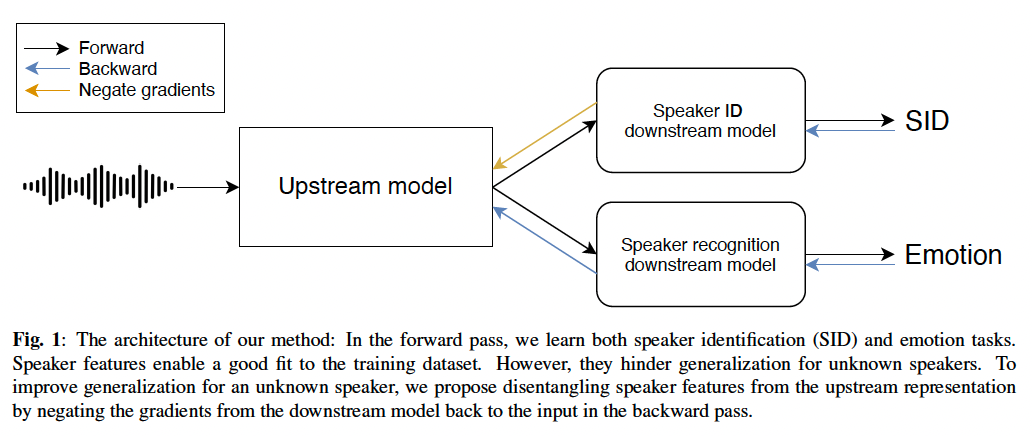 Forward
Backward
Negate gradients
Speaker ID
downstream model
SID
Upstream model
Speaker recognition
downstream model
Emotion
Fig. 1: The architecture of our method: In the forward pass, we learn both speaker identification (SID) and emotion tasks.
Speaker features enable a good fit to the training dataset. However, they hinder generalization for unknown speakers. To
improve generalization for an unknown speaker, we propose disentangling speaker features from the upstream representation
by negating the gradients from the downstream model back to the input in the backward pass.